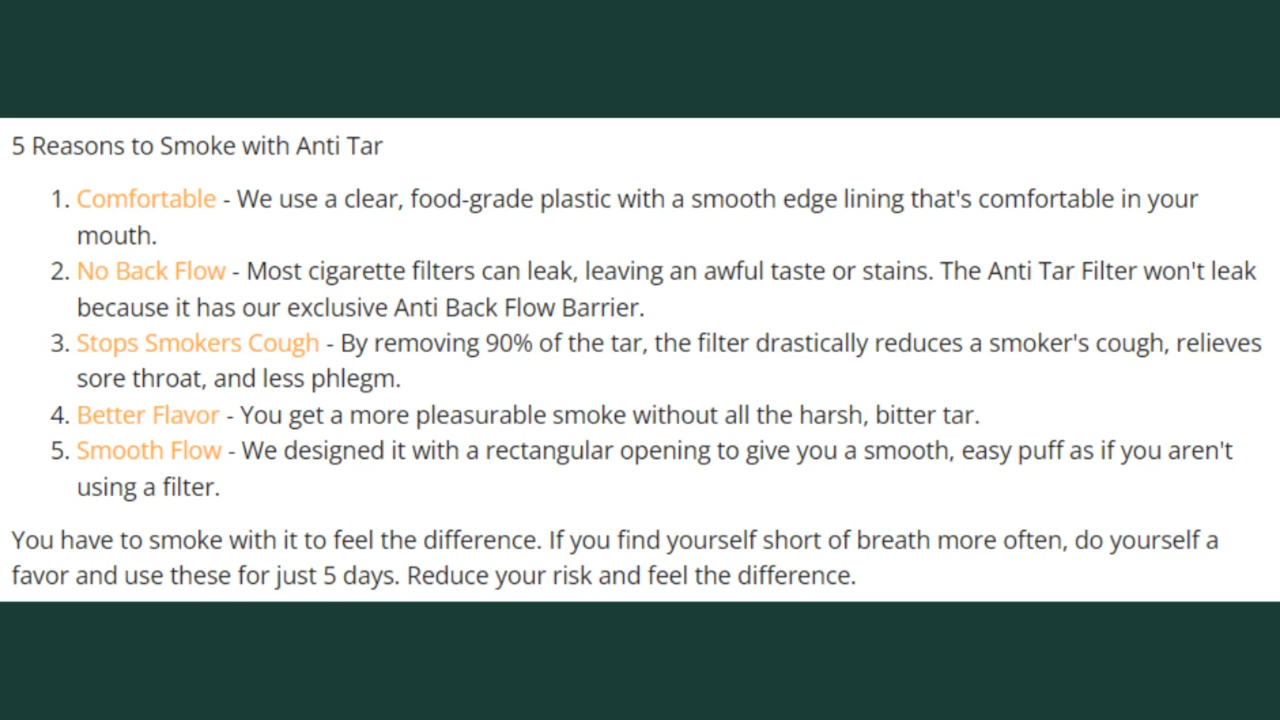 5 Reasons to Smoke with Anti Tar
1. Comfortable - We use a clear, food-grade plastic with a smooth edge lining that's comfortable in your
mouth.
2. No Back Flow - Most cigarette filters can leak, leaving an awful taste or stains. The Anti Tar Filter won't leak
because it has our exclusive Anti Back Flow Barrier.
3. Stops Smokers Cough - By removing 90% of the tar, the filter drastically reduces a smoker's cough, relieves
sore throat, and less phlegm.
4. Better Flavor - You get a more pleasurable smoke without all the harsh, bitter tar.
5. Smooth Flow - We designed it with a rectangular opening to give you a smooth, easy puff as if you aren't
using a filter.
You have to smoke with it to feel the difference. If you find yourself short of breath more often, do yourself a
favor and use these for just 5 days. Reduce your risk and feel the difference.